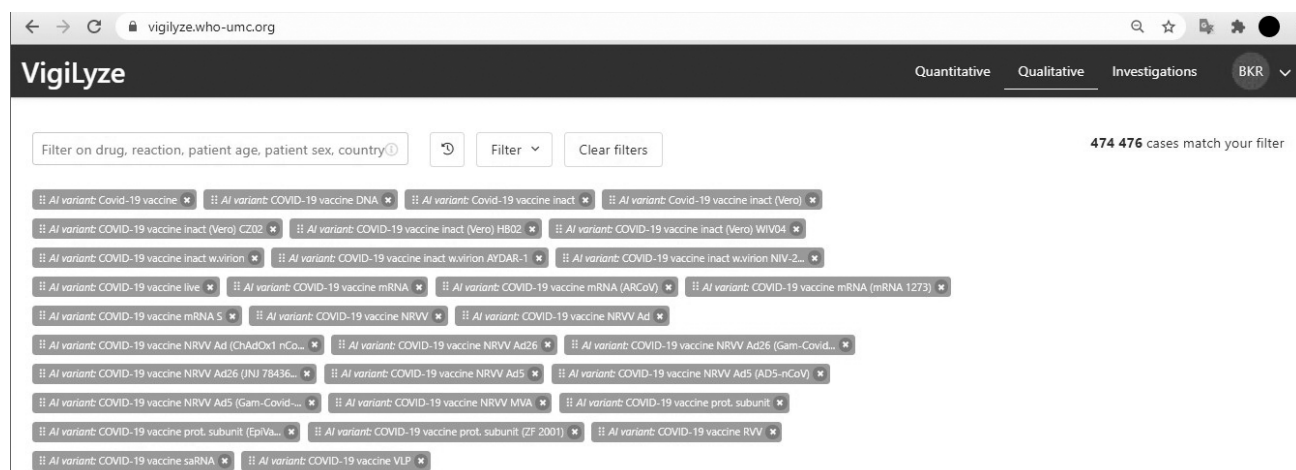 vigilyze.who-umc.org
VigiLyze Quantitative Qualitative Investigations BKR
Filter on drug, reaction, patient age, patient sex, country Filter Clear filters 474 476 cases match your filter
AI variant: Covid-19 vaccine AI variant: COVID-19 vaccine DNA AI variant: Covid-19 vaccine inact AI variant: Covid-19 vaccine inact (Vero)
AI variant: COVID-19 vaccine inact (Vero) CZ02 AI variant: COVID-19 vaccine inact (Vero) HB02 AI variant: COVID-19 vaccine inact (Vero) WIV04
AI variant: COVID-19 vaccine inact w.virion AI variant: COVID-19 vaccine inact w.virion AYDAR-1 AI variant: COVID-19 vaccine inact w.virion NIV-2...
AI variant: COVID-19 vaccine live AI variant: COVID-19 vaccine mRNA AI variant: COVID-19 vaccine mRNA (ARCoV) AI variant: COVID-19 vaccine mRNA (mRNA 1273)
AI variant: COVID-19 vaccine mRNA S AI variant: COVID-19 vaccine NRVV AI variant: COVID-19 vaccine NRVV Ad
AI variant: COVID-19 vaccine NRVV Ad (ChAdOx1 nCo... AI variant: COVID-19 vaccine NRVV Ad26 AI variant: COVID-19 vaccine NRVV Ad26 (Gam-Covid...
AI variant: COVID-19 vaccine NRVV Ad26 (JNJ 78436... AI variant: COVID-19 vaccine NRVV Ad5 AI variant: COVID-19 vaccine NRVV Ad5 (AD5-nCoV)
AI variant: COVID-19 vaccine NRVV Ad5 (Gam-Covid-... AI variant: COVID-19 vaccine NRVV MVA AI variant: COVID-19 vaccine prot. subunit
AI variant: COVID-19 vaccine prot. subunit (EpiVa... AI variant: COVID-19 vaccine prot. subunit (ZF 2001) AI variant: COVID-19 vaccine RVV
AI variant: COVID-19 vaccine saRNA AI variant: COVID-19 vaccine VLP